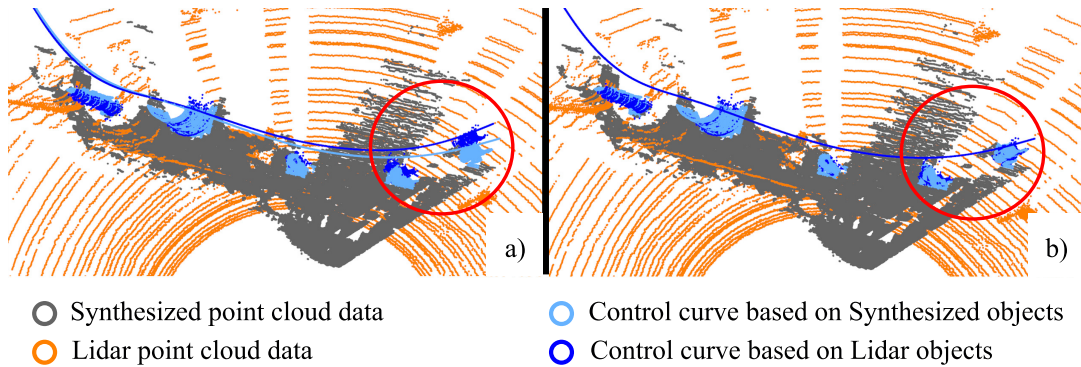 a)
b)
Synthesized point cloud data
Control curve based on Synthesized objects
Lidar point cloud data
Control curve based on Lidar objects